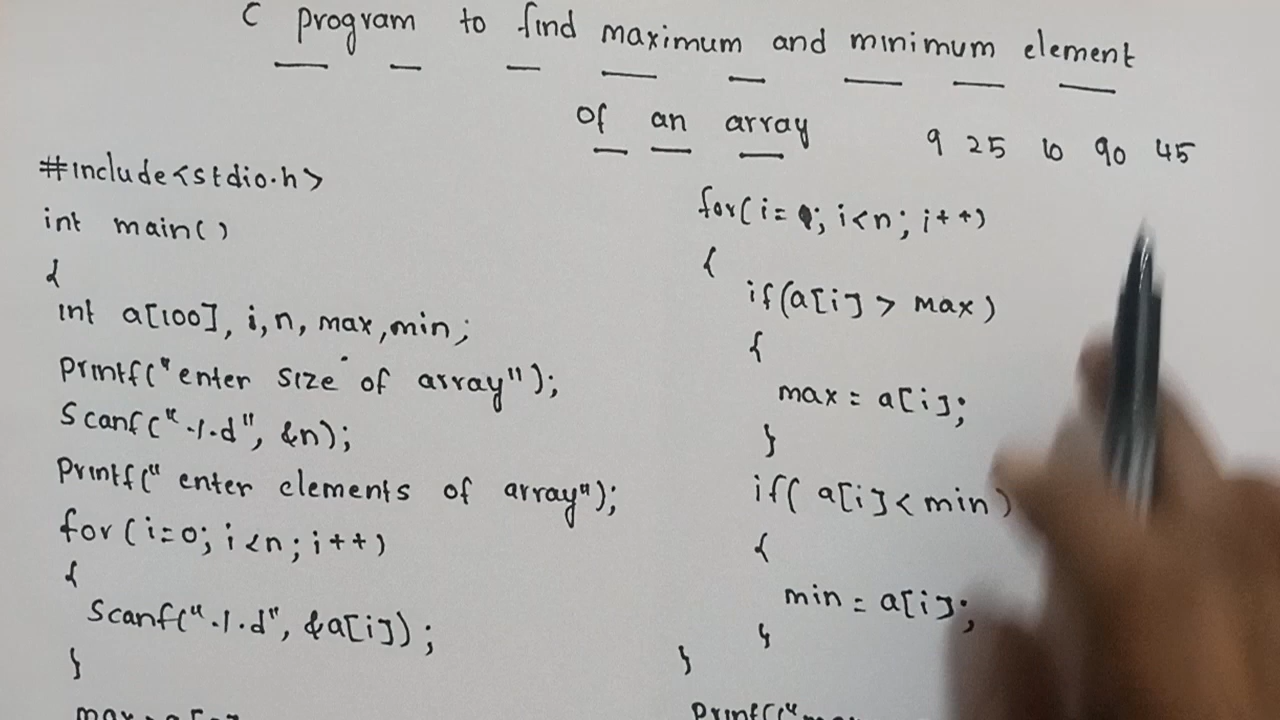 C program to find maximum and minimum element
of an array
9 25 10 90 45
#include<stdio.h>
int main()
{
int a[100], i,n, max,min;
Printf("enter size of array");
Scanf("%d", &n);
Printf(" enter elements of array");
for (i=0; i<n; i++)
{
Scanf("%d", &a[i]);
}
for(i= ; i<n; i++)
{
if(a[i] > max)
{
max = a[i];
}
if( a[i] < min)
{
min = a[i];
}
}
Printf("